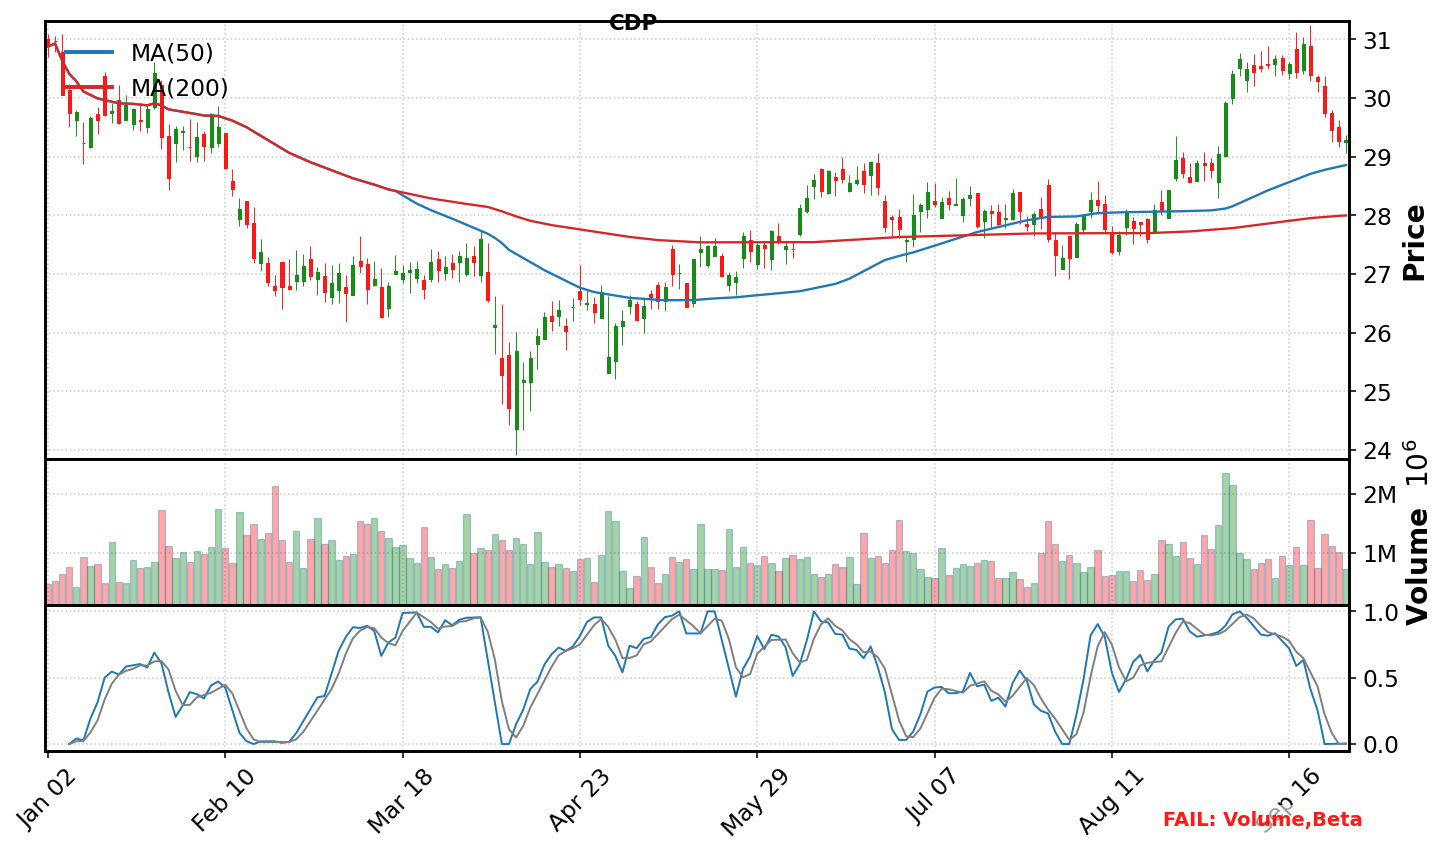 CDP
MA(50)
MA(200)
31
30
29
28
27
26
25
24
Price
2M
1M
Volume 10^6
1.0
0.5
0.0
Jan 02
Feb 10
Mar 18
Apr 23
May 29
Jul 07
Aug 11
Sep 16
FAIL: Volume,Beta